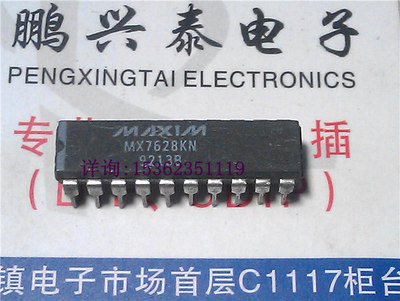 鹏兴泰电子
PENGXINGTAI ELECTRONICS
专业
插
MAXIM
MX7628KN
9213B
详询:15362351119
镇电子市场首层C1117柜台